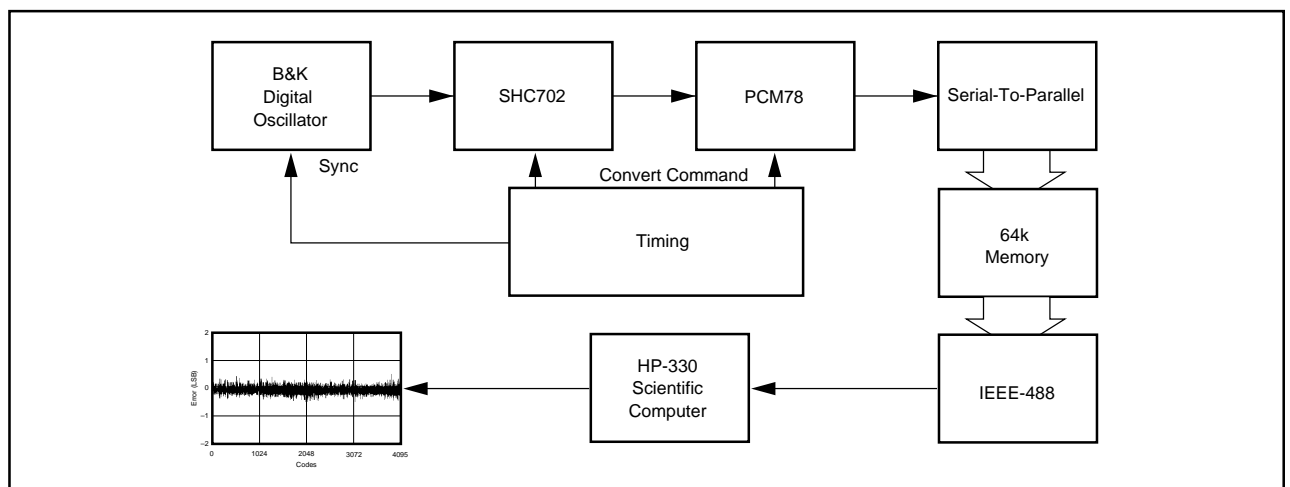 B&K
Digital
Oscillator
SHC702
PCM78
Serial-To-Parallel
Sync
Convert Command
Timing
64k
Memory
2
1
0
–1
–2
Error (LSB)
0 1024 2048 3072 4095
Codes
HP-330
Scientific
Computer
IEEE-488